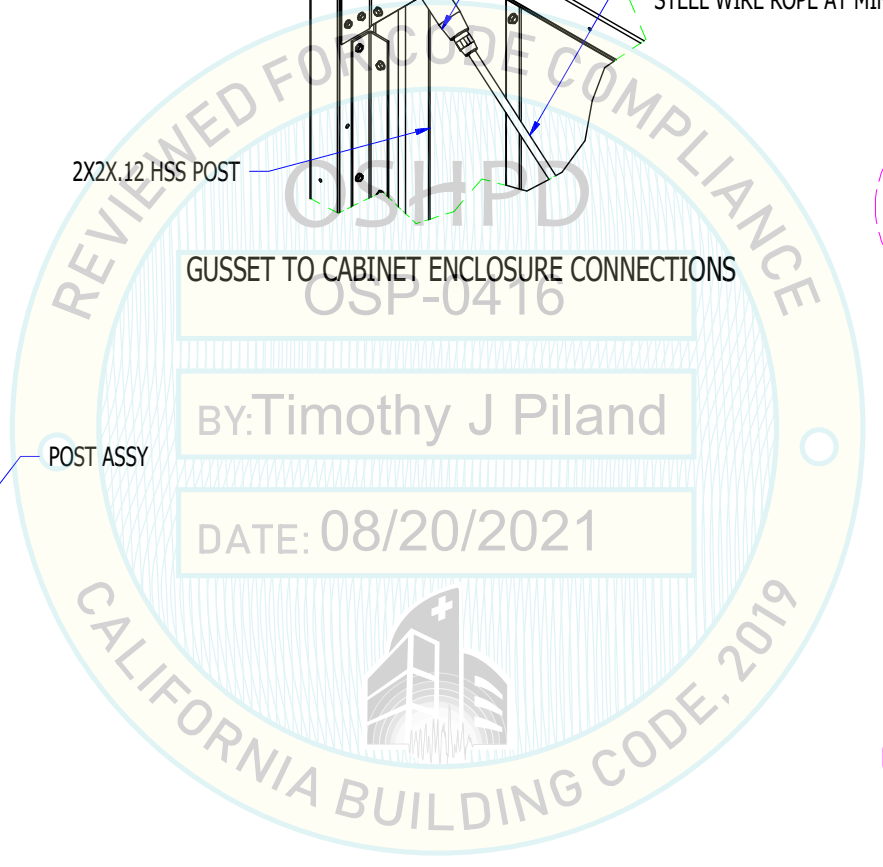 STEEL WIRE ROPE AT
REVIEWED FOR CODE COMPLIANCE
2X2X.12 HSS POST
OSHPD
GUSSET TO CABINET ENCLOSURE CONNECTIONS
OSP-0416
BY:Timothy J Piland
POST ASSY
DATE: 08/20/2021
CALIFORNIA BUILDING CODE, 2019